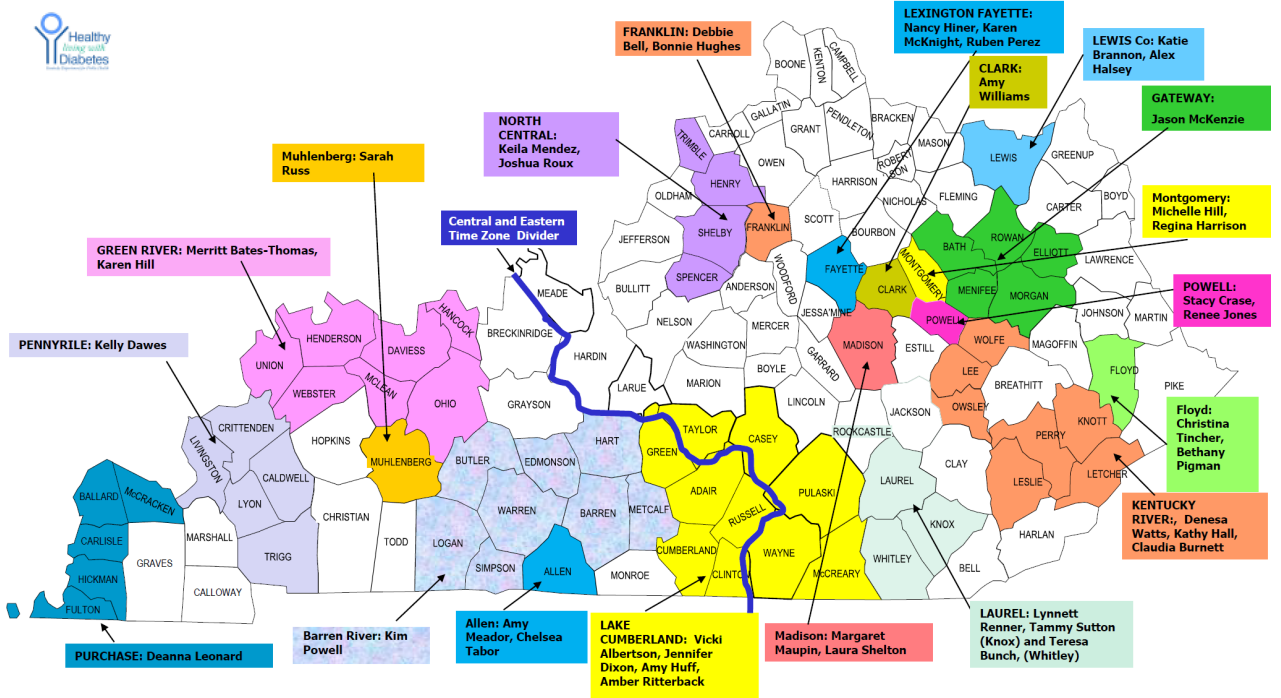 Healthy
living with
Diabetes
FRANKLIN: Debbie
Bell, Bonnie Hughes
LEXINGTON FAYETTE:
Nancy Hiner, Karen
McKnight, Ruben Perez
LEWIS Co: Katie
Brannon, Alex
Halsey
CLARK:
Amy
Williams
GATEWAY:
Jason McKenzie
NORTH
CENTRAL:
Keila Mendez,
Joshua Roux
Muhlenberg: Sarah
Russ
Central and Eastern
Time Zone Divider
Montgomery:
Michelle Hill,
Regina Harrison
GREEN RIVER: Merritt Bates-Thomas,
Karen Hill
POWELL:
Stacy Crase,
Renee Jones
PENNYRILE: Kelly Dawes
Floyd:
Christina
Tincher,
Bethany
Pigman
KENTUCKY
RIVER:, Denesa
Watts, Kathy Hall,
Claudia Burnett
LAUREL: Lynnett
Renner, Tammy Sutton
(Knox) and Teresa
Bunch, (Whitley)
Madison: Margaret
Maupin, Laura Shelton
LAKE
CUMBERLAND: Vicki
Albertson, Jennifer
Dixon, Amy Huff,
Amber Ritterback
Allen: Amy
Meador, Chelsea
Tabor
Barren River: Kim
Powell
PURCHASE: Deanna Leonard
BOONE
KENTON
CAMPBELL
GALLATIN
CARROLL
TRIMBLE
GRANT
PENDLETON
BRACKEN
MASON
ROBERT
SON
LEWIS
GREENUP
OWEN
HENRY
OLDHAM
HARRISON
NICHOLAS
FLEMING
CARTER
BOYD
SHELBY
FRANKLIN
SCOTT
BOURBON
BATH
ROWAN
ELLIOTT
LAWRENCE
JEFFERSON
SPENCER
WOODFORD
FAYETTE
CLARK
MONTGOMERY
MENIFEE
MORGAN
JOHNSON
MARTIN
MEADE
BULLITT
ANDERSON
JESSAMINE
POWELL
BRECKINRIDGE
NELSON
MERCER
WASHINGTON
GARRARD
MADISON
ESTILL
WOLFE
MAGOFFIN
FLOYD
PIKE
HANCOCK
HENDERSON
DAVIESS
UNION
WEBSTER
MCLEAN
OHIO
HARDIN
LARUE
MARION
BOYLE
LINCOLN
LEE
BREATHITT
GRAYSON
JACKSON
OWSLEY
KNOTT
PERRY
CRITTENDEN
LIVINGSTON
HOPKINS
MUHLENBERG
BUTLER
EDMONSON
HART
GREEN
TAYLOR
CASEY
ROCKCASTLE
CLAY
LESLIE
LETCHER
CALDWELL
LYON
BALLARD
McCRACKEN
CHRISTIAN
TODD
LOGAN
WARREN
BARREN
METCALF
ADAIR
RUSSELL
PULASKI
LAUREL
KNOX
HARLAN
CARLISLE
GRAVES
MARSHALL
TRIGG
SIMPSON
ALLEN
MONROE
CUMBERLAND
CLINTON
WAYNE
McCREARY
WHITLEY
BELL
HICKMAN
CALLOWAY
FULTON